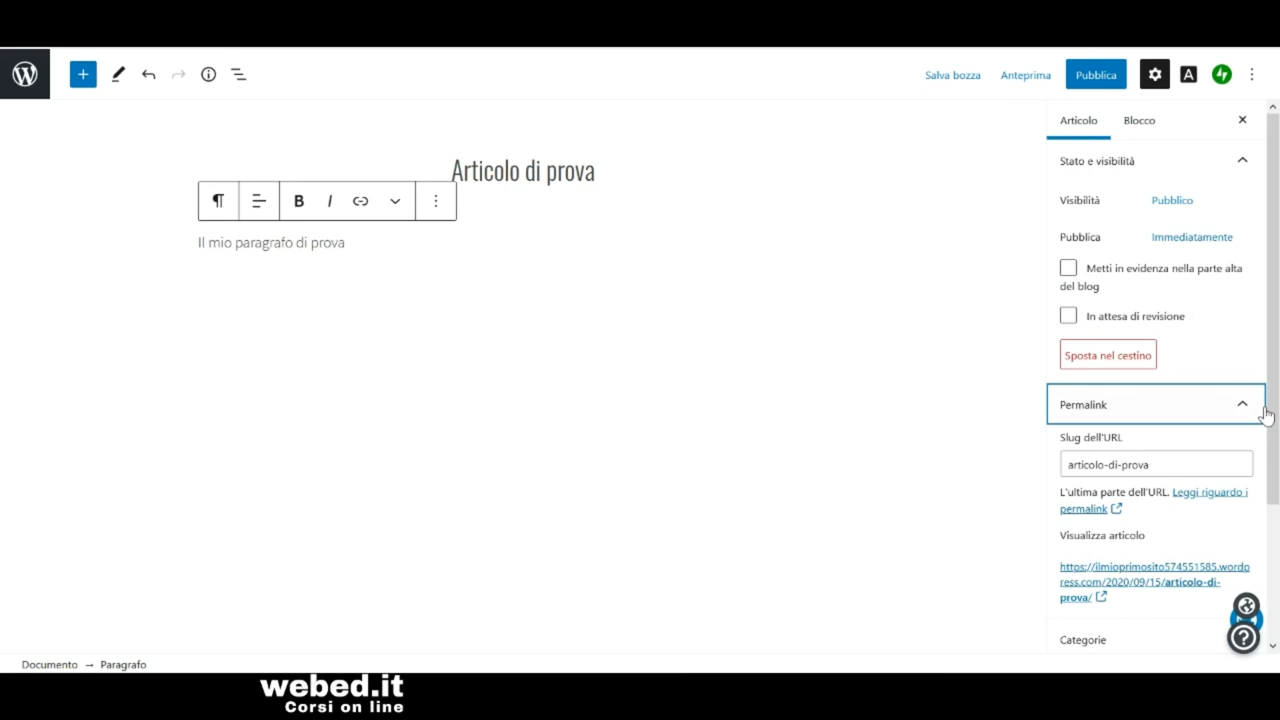 Salva bozza Anteprima Pubblica
Articolo Blocco
Stato e visibilità
Visibilità Pubblico
Pubblica Immediatamente
Metti in evidenza nella parte alta
del blog
In attesa di revisione
Sposta nel cestino
Permalink
Slug dell'URL
articolo-di-prova
L'ultima parte dell'URL. Leggi riguardo i
permalink
Visualizza articolo
https://ilmioprimosito574551585.wordp
ress.com/2020/09/15/articolo-di-
prova/
Categorie
Articolo di prova
B I
Il mio paragrafo di prova
Documento → Paragrafo
webed.it
Corsi on line